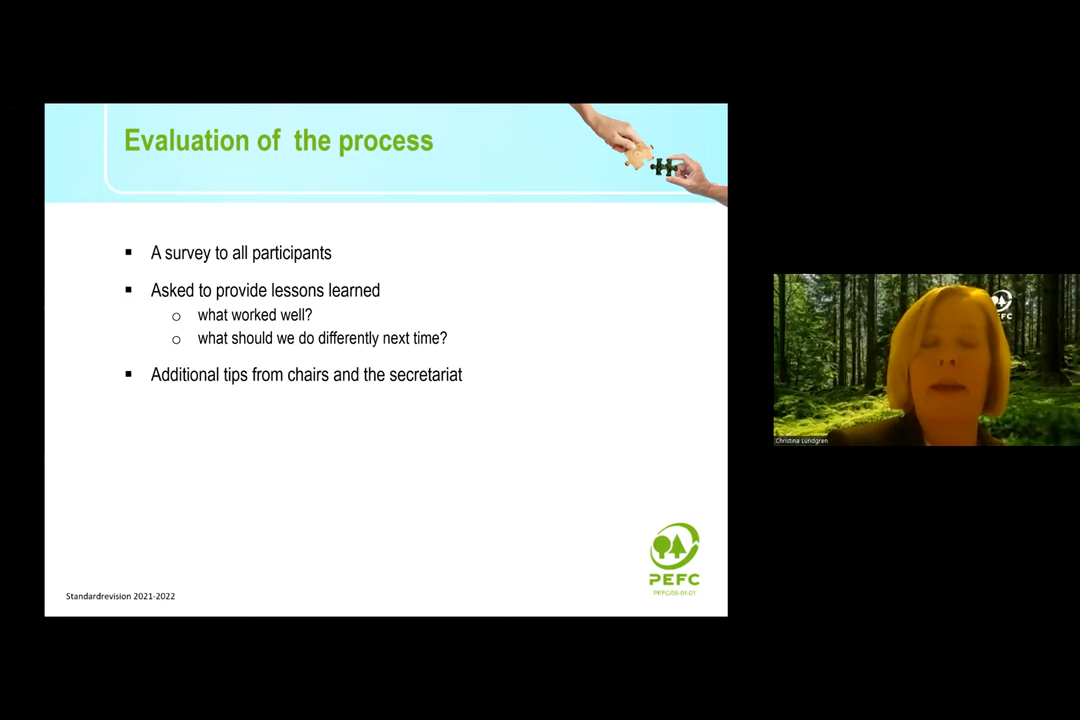 Evaluation of the process
A survey to all participants
Asked to provide lessons learned
what worked well?
what should we do differently next time?
Additional tips from chairs and the secretariat
PEFC
PEFC/05-01-01
Standardrevision 2021-2022
Christina Lundgren